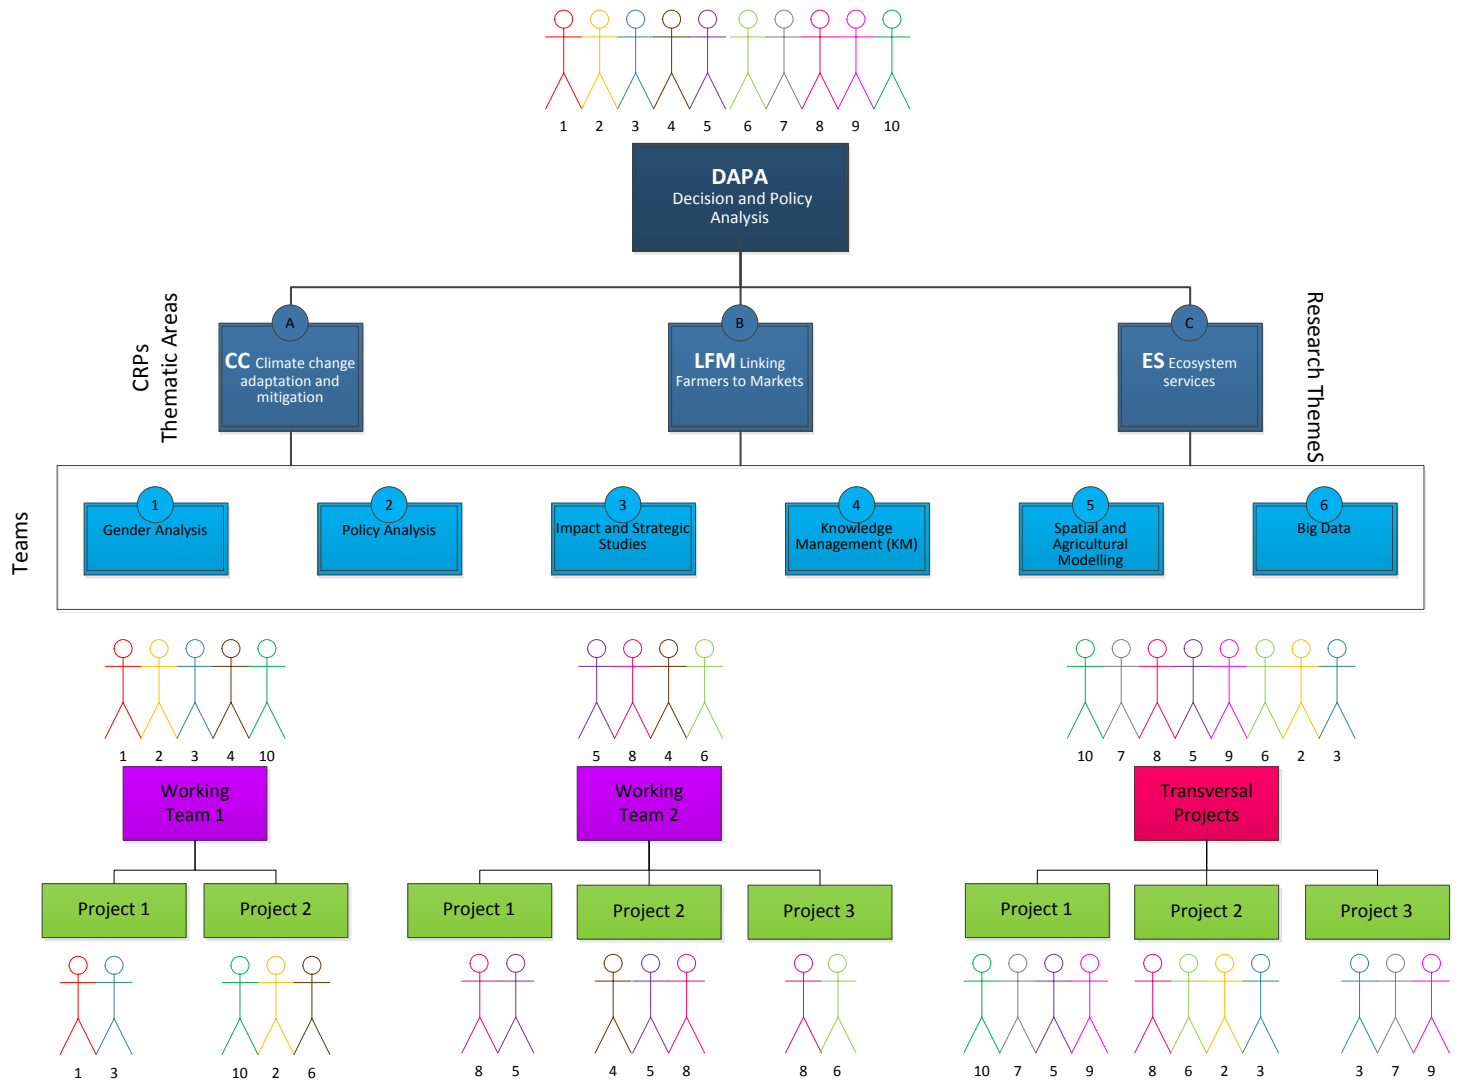 1 2 3 4 5 6 7 8 9 10
DAPA
Decision and Policy
Analysis
CRPs
Thematic Areas
A
CC Climate change
adaptation and
mitigation
B
LFM Linking
Farmers to Markets
C
ES Ecosystem
services
Research ThemeS
Teams
1
Gender Analysis
2
Policy Analysis
3
Impact and Strategic
Studies
4
Knowledge
Management (KM)
5
Spatial and
Agricultural
Modelling
6
Big Data
1 2 3 4 10
Working
Team 1
5 8 4 6
Working
Team 2
10 7 8 5 9 6 2 3
Transversal
Projects
Project 1
Project 2
Project 1
Project 2
Project 3
Project 1
Project 2
Project 3
1 3
10 2 6
8 5
4 5 8
8 6
10 7 5 9
8 6 2 3
3 7 9